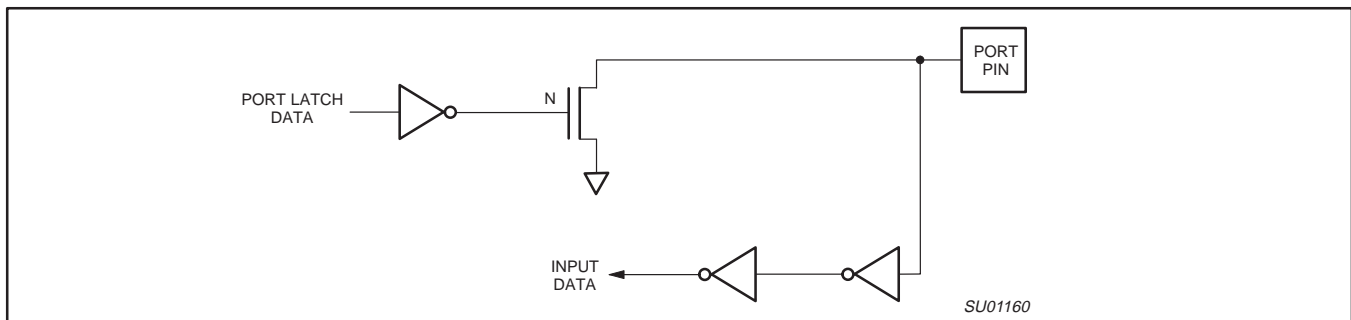 PORT
PIN
PORT LATCH
DATA
N
INPUT
DATA
SU01160